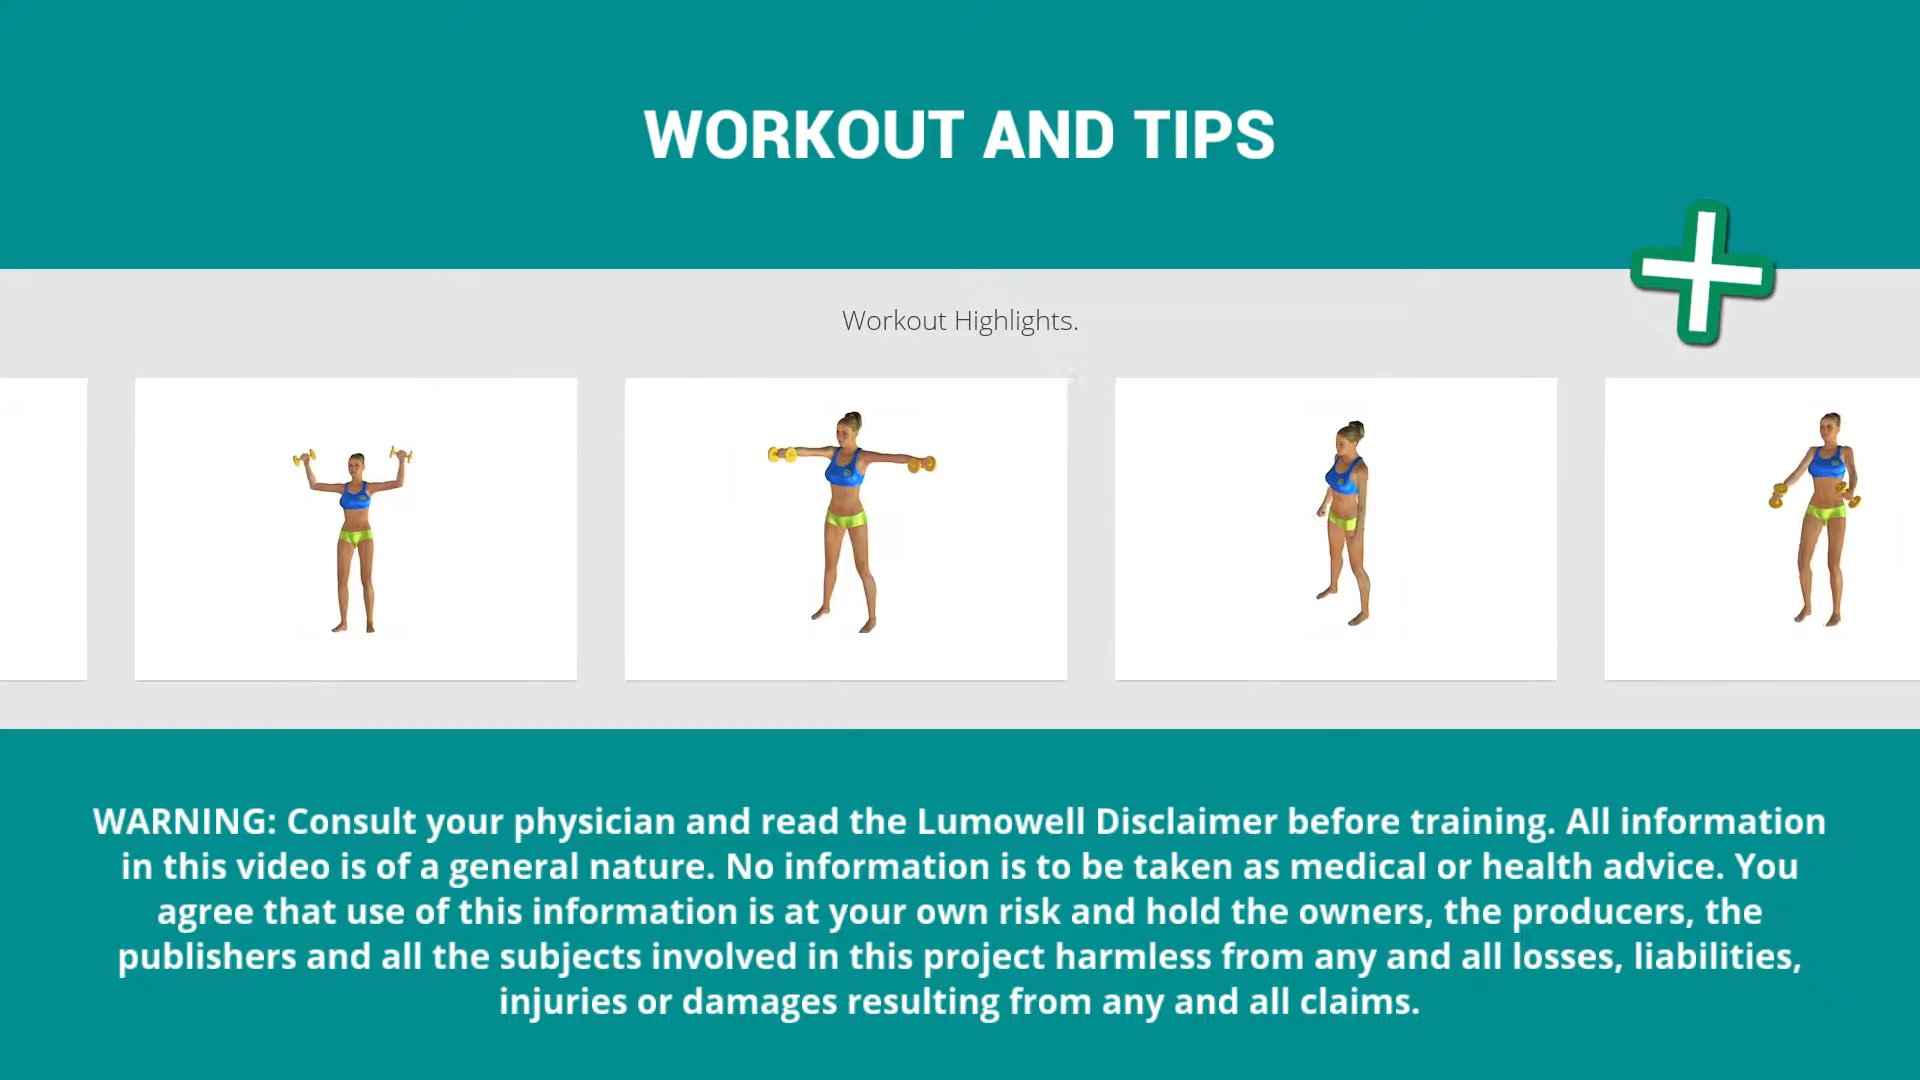 WORKOUT AND TIPS
Workout Highlights.
WARNING: Consult your physician and read the Lumowell Disclaimer before training. All information
in this video is of a general nature. No information is to be taken as medical or health advice. You
agree that use of this information is at your own risk and hold the owners, the producers, the
publishers and all the subjects involved in this project harmless from any and all losses, liabilities,
injuries or damages resulting from any and all claims.